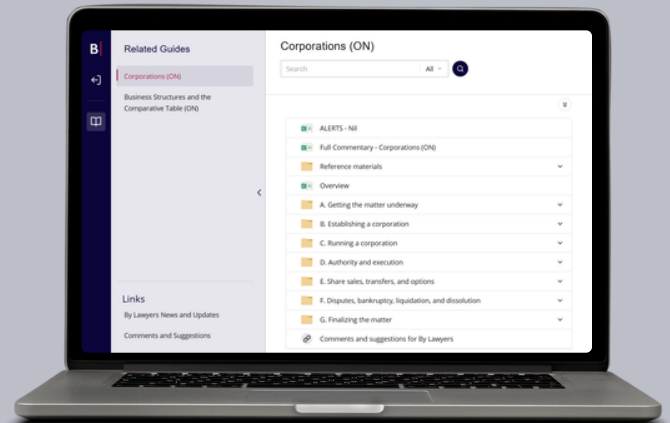 B
Related Guides
Corporations (ON)
Business Structures and the
Comparative Table (ON)
Links
By Lawyers News and Updates
Comments and Suggestions
Corporations (ON)
Search
All
ALERTS - Nil
Full Commentary - Corporations (ON)
Reference materials
Overview
A. Getting the matter underway
B. Establishing a corporation
C. Running a corporation
D. Authority and execution
E. Share sales, transfers, and options
F. Disputes, bankruptcy, liquidation, and dissolution
G. Finalizing the matter
Comments and suggestions for By Lawyers